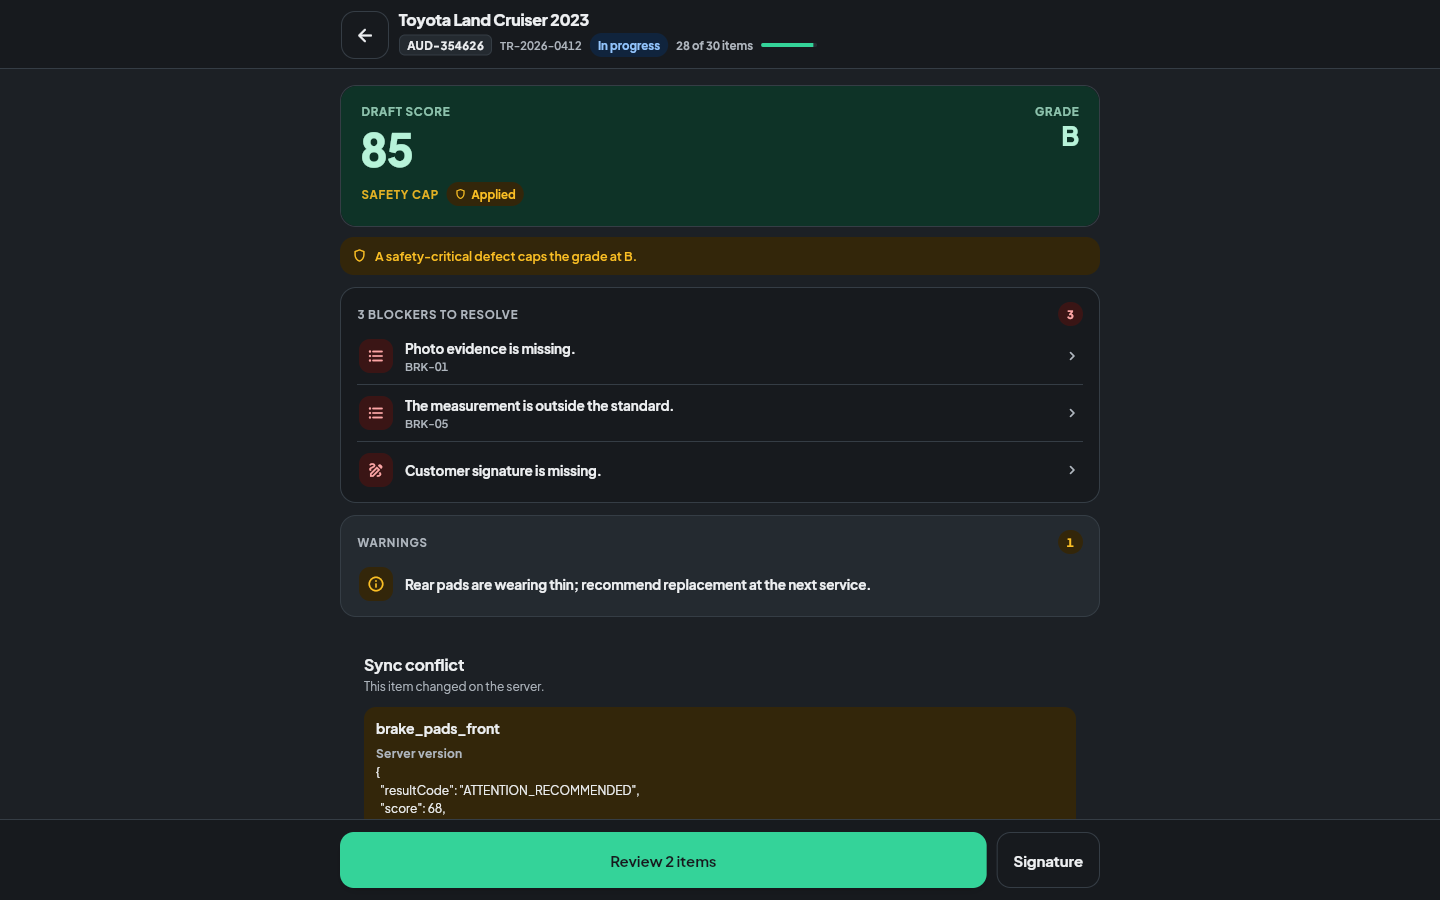 Toyota Land Cruiser 2023
AUD-354626 TR-2026-0412 In progress 28 of 30 items
DRAFT SCORE
85
GRADE
B
SAFETY CAP Applied
A safety-critical defect caps the grade at B.
3 BLOCKERS TO RESOLVE 3
Photo evidence is missing.
BRK-01
The measurement is outside the standard.
BRK-05
Customer signature is missing.
WARNINGS 1
Rear pads are wearing thin; recommend replacement at the next service.
Sync conflict
This item changed on the server.
brake_pads_front
Server version
{
"resultCode": "ATTENTION_RECOMMENDED",
"score": 68,
Review 2 items
Signature